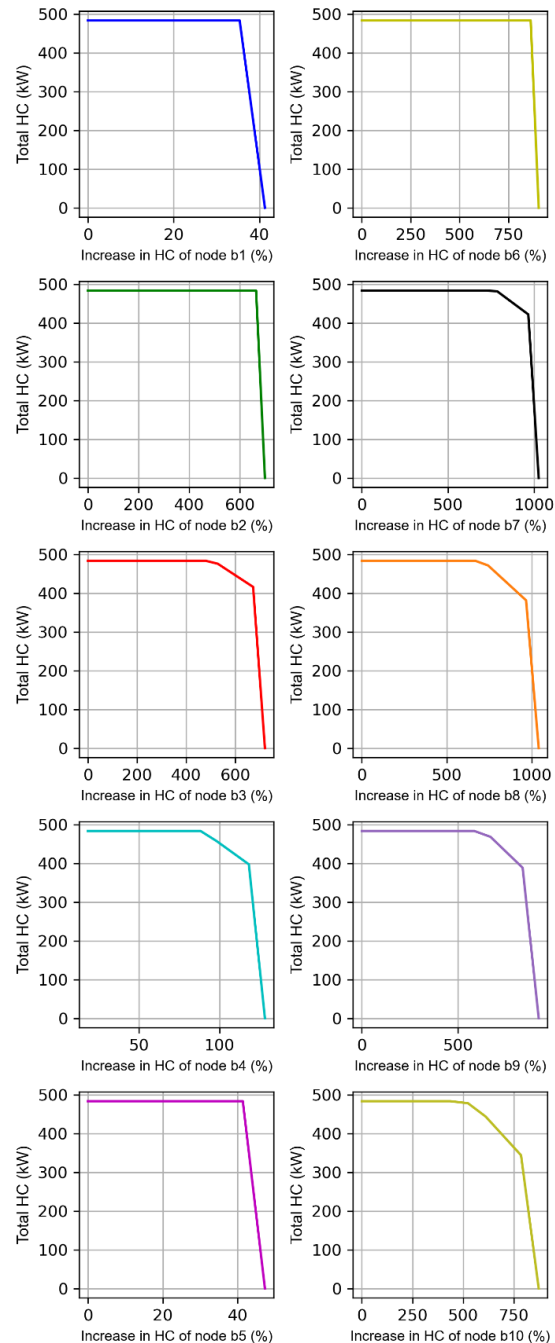 500
400
300
200
100
0
Total HC (kW)
0 20 40
Increase in HC of node b1 (%)
500
400
300
200
100
0
Total HC (kW)
0 250 500 750
Increase in HC of node b6 (%)
500
400
300
200
100
0
Total HC (kW)
0 200 400 600
Increase in HC of node b2 (%)
500
400
300
200
100
0
Total HC (kW)
0 500 1000
Increase in HC of node b7 (%)
500
400
300
200
100
0
Total HC (kW)
0 200 400 600
Increase in HC of node b3 (%)
500
400
300
200
100
0
Total HC (kW)
0 500 1000
Increase in HC of node b8 (%)
500
400
300
200
100
0
Total HC (kW)
50 100
Increase in HC of node b4 (%)
500
400
300
200
100
0
Total HC (kW)
0 500
Increase in HC of node b9 (%)
500
400
300
200
100
0
Total HC (kW)
0 20 40
Increase in HC of node b5 (%)
500
400
300
200
100
0
Total HC (kW)
0 250 500 750
Increase in HC of node b10 (%)